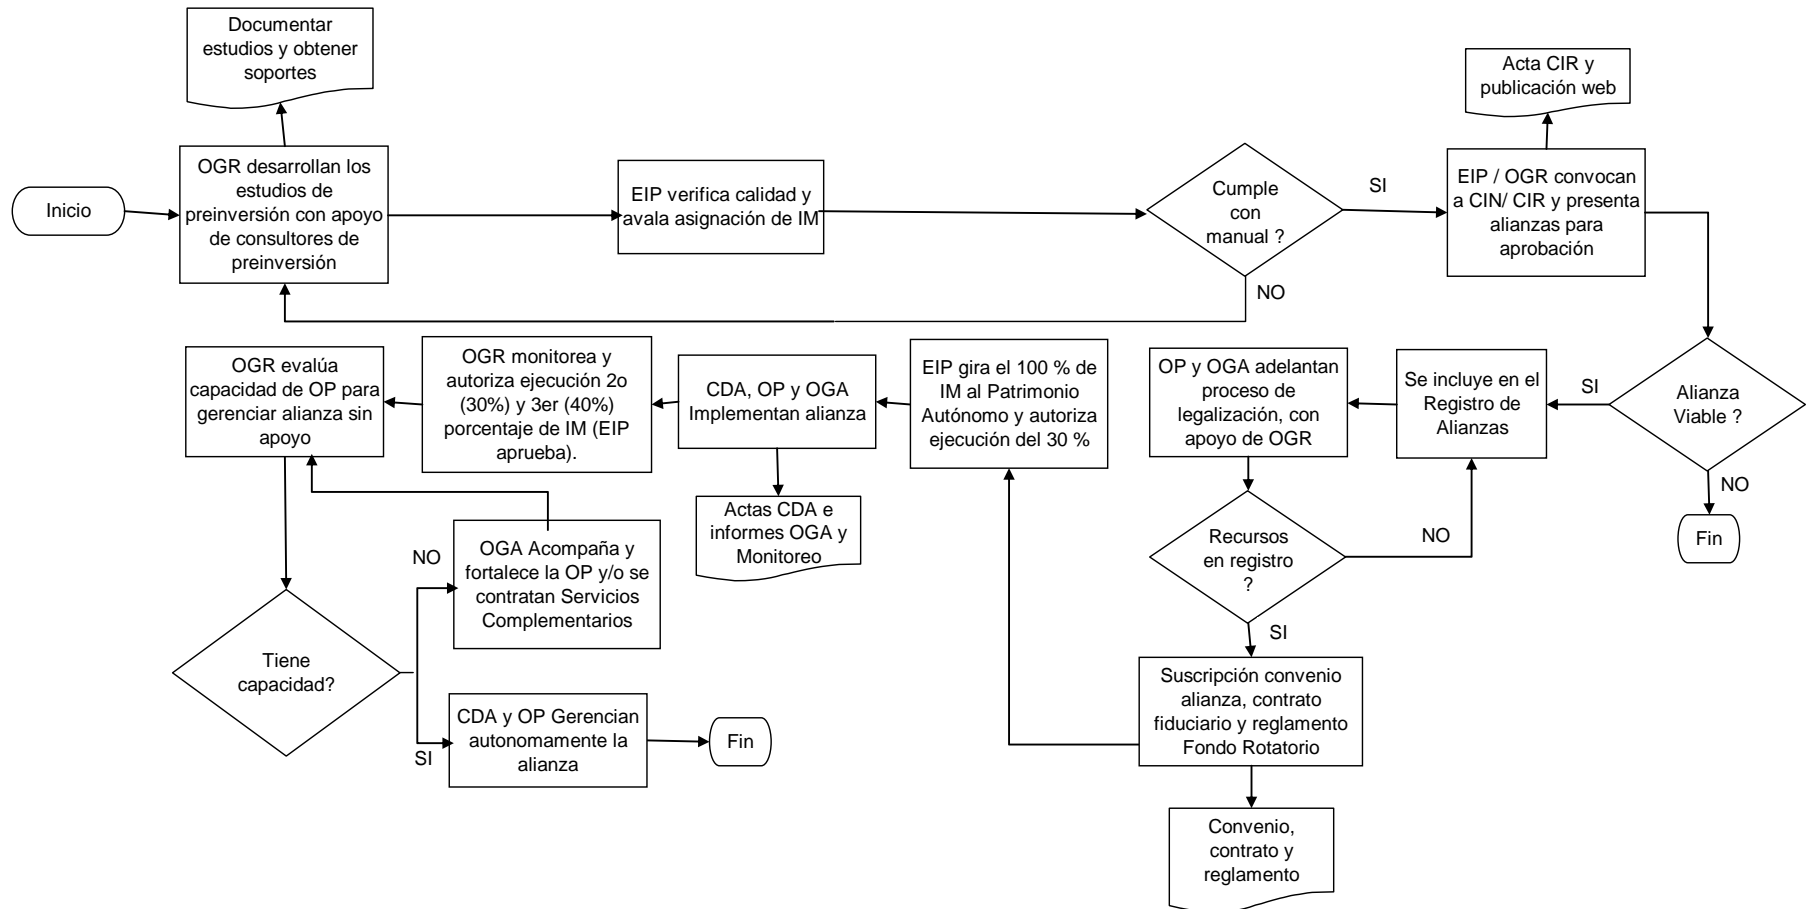 Documentar
estudios y obtener
soportes
Acta CIR y
publicación web
Inicio
OGR desarrollan los
estudios de
preinversión con apoyo
de consultores de
preinversión
EIP verifica calidad y
avala asignación de IM
Cumple
con
manual ?
SI
NO
EIP / OGR convocan
a CIN/ CIR y presenta
alianzas para
aprobación
OGR evalúa
capacidad de OP para
gerenciar alianza sin
apoyo
OGR monitorea y
autoriza ejecución 2o
(30%) y 3er (40%)
porcentaje de IM (EIP
aprueba).
CDA, OP y OGA
Implementan alianza
EIP gira el 100 % de
IM al Patrimonio
Autónomo y autoriza
ejecución del 30 %
OP y OGA adelantan
proceso de
legalización, con
apoyo de OGR
Se incluye en el
Registro de
Alianzas
SI
Alianza
Viable ?
NO
Fin
Actas CDA e
informes OGA y
Monitoreo
Recursos
en registro
?
NO
SI
NO
OGA Acompaña y
fortalece la OP y/o se
contratan Servicios
Complementarios
Tiene
capacidad?
SI
CDA y OP Gerencian
autonomamente la
alianza
Fin
Suscripción convenio
alianza, contrato
fiduciario y reglamento
Fondo Rotatorio
Convenio,
contrato y
reglamento